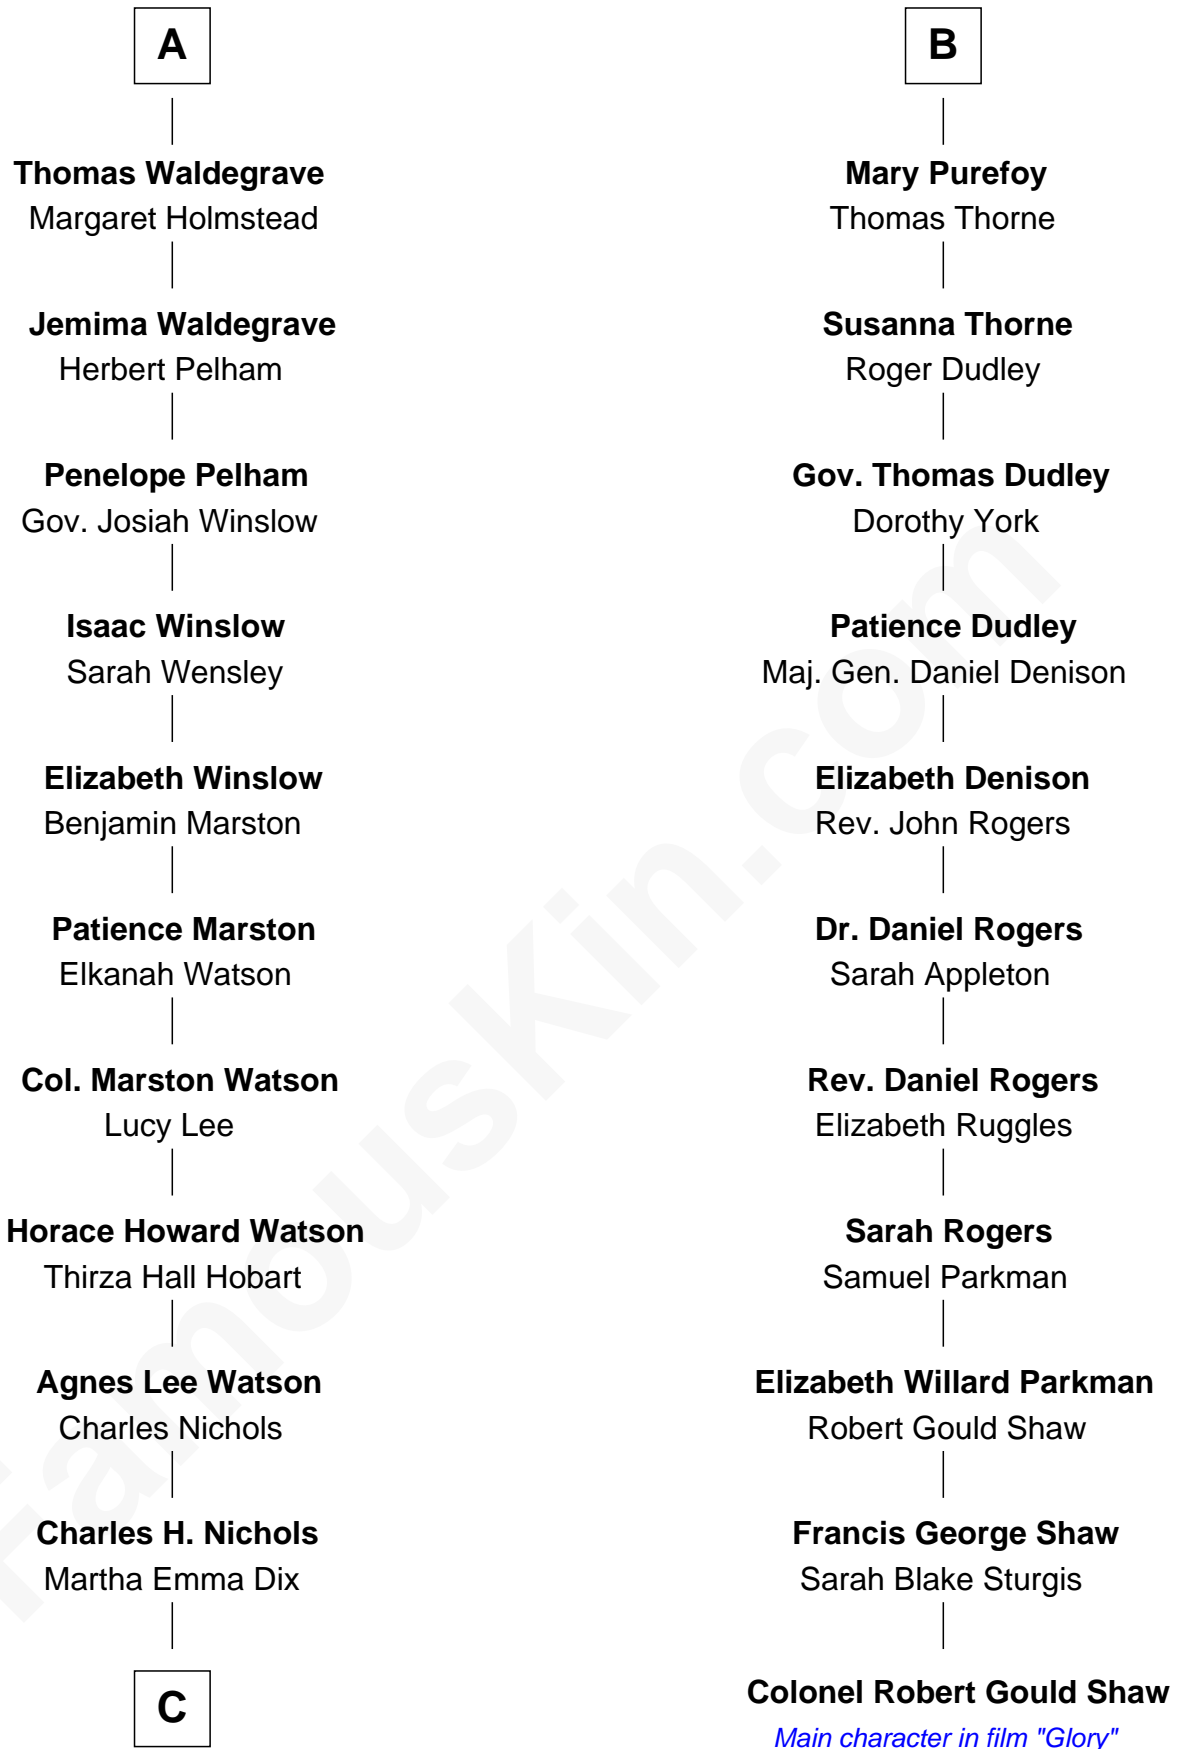 A
Thomas Waldegrave
Margaret Holmstead
Jemima Waldegrave
Herbert Pelham
Penelope Pelham
Gov. Josiah Winslow
Isaac Winslow
Sarah Wensley
Elizabeth Winslow
Benjamin Marston
Patience Marston
Elkanah Watson
Col. Marston Watson
Lucy Lee
Horace Howard Watson
Thirza Hall Hobart
Agnes Lee Watson
Charles Nichols
Charles H. Nichols
Martha Emma Dix
C
B
Mary Purefoy
Thomas Thorne
Susanna Thorne
Roger Dudley
Gov. Thomas Dudley
Dorothy York
Patience Dudley
Maj. Gen. Daniel Denison
Elizabeth Denison
Rev. John Rogers
Dr. Daniel Rogers
Sarah Appleton
Rev. Daniel Rogers
Elizabeth Ruggles
Sarah Rogers
Samuel Parkman
Elizabeth Willard Parkman
Robert Gould Shaw
Francis George Shaw
Sarah Blake Sturgis
Colonel Robert Gould Shaw
Main character in film "Glory"
FamousKin.com